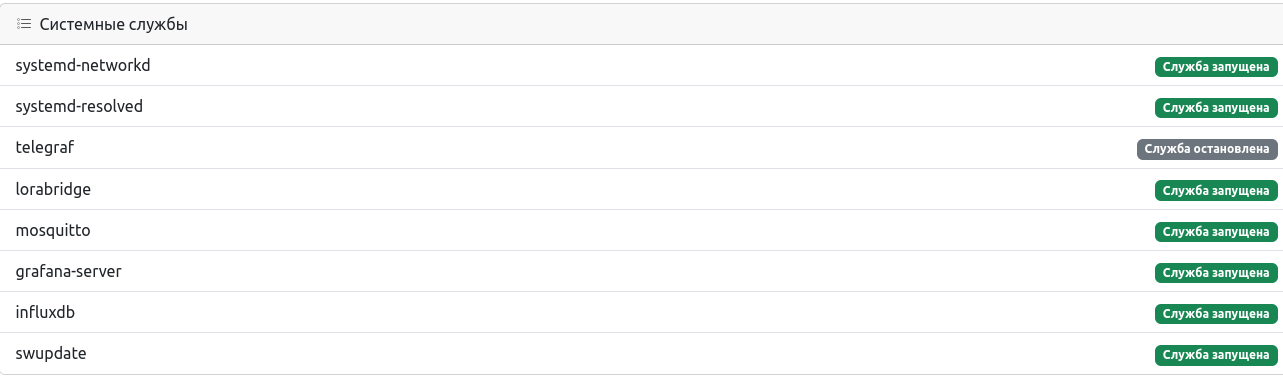 Системные службы
systemd-networkd Служба запущена
systemd-resolved Служба запущена
telegraf Служба остановлена
lorabridge Служба запущена
mosquitto Служба запущена
grafana-server Служба запущена
influxdb Служба запущена
swupdate Служба запущена